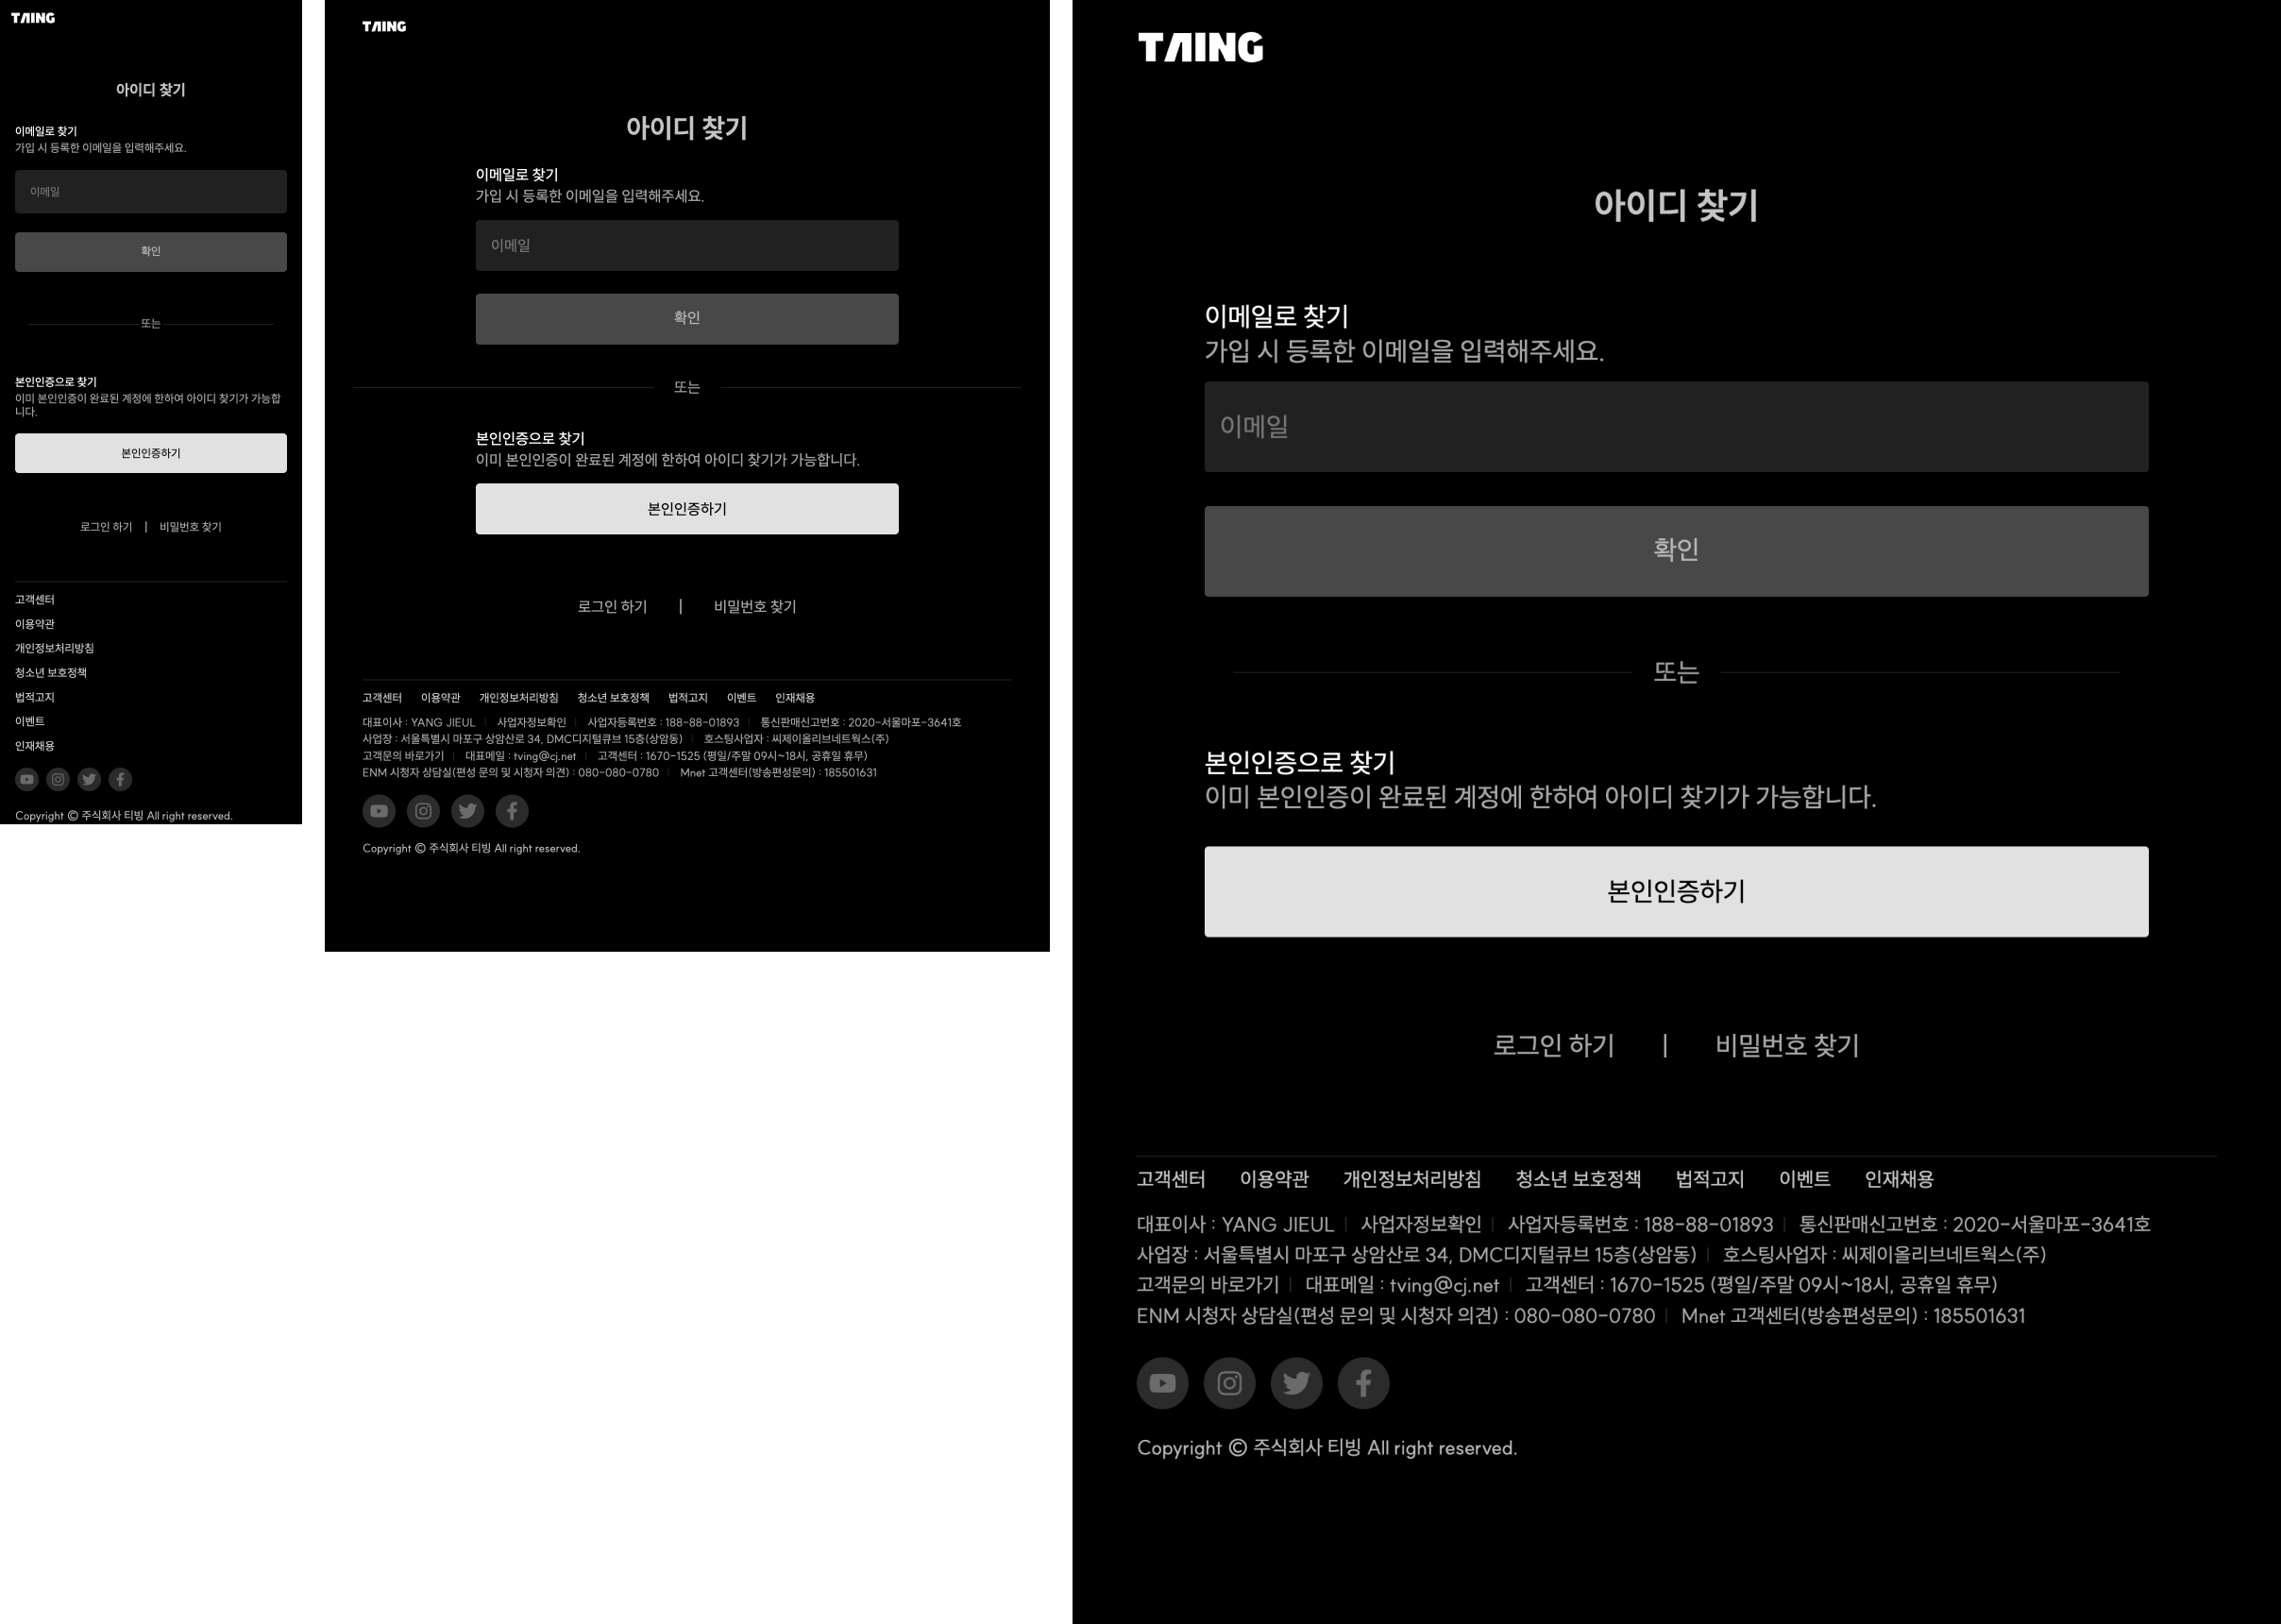 TAING
아이디 찾기
이메일로 찾기
가입 시 등록한 이메일을 입력해주세요.
이메일
확인
또는
본인인증으로 찾기
이미 본인인증이 완료된 계정에 한하여 아이디 찾기가 가능합
니다.
본인인증하기
로그인 하기 | 비밀번호 찾기
고객센터
이용약관
개인정보처리방침
청소년 보호정책
법적고지
이벤트
인재채용
Copyright © 주식회사 티빙 All right reserved.
TAING
아이디 찾기
이메일로 찾기
가입 시 등록한 이메일을 입력해주세요.
이메일
확인
또는
본인인증으로 찾기
이미 본인인증이 완료된 계정에 한하여 아이디 찾기가 가능합니다.
본인인증하기
로그인 하기 | 비밀번호 찾기
고객센터 이용약관 개인정보처리방침 청소년 보호정책 법적고지 이벤트 인재채용
대표이사 : YANG JIEUL | 사업자정보확인 | 사업자등록번호 : 188-88-01893 | 통신판매신고번호 : 2020-서울마포-3641호
사업장 : 서울특별시 마포구 상암산로 34, DMC디지털큐브 15층(상암동) | 호스팅사업자 : 씨제이올리브네트웍스(주)
고객문의 바로가기 | 대표메일 : tving@cj.net | 고객센터 : 1670-1525 (평일/주말 09시~18시, 공휴일 휴무)
ENM 시청자 상담실(편성 문의 및 시청자 의견) : 080-080-0780 | Mnet 고객센터(방송편성문의) : 185501631
Copyright © 주식회사 티빙 All right reserved.
TAING
아이디 찾기
이메일로 찾기
가입 시 등록한 이메일을 입력해주세요.
이메일
확인
또는
본인인증으로 찾기
이미 본인인증이 완료된 계정에 한하여 아이디 찾기가 가능합니다.
본인인증하기
로그인 하기 | 비밀번호 찾기
고객센터 이용약관 개인정보처리방침 청소년 보호정책 법적고지 이벤트 인재채용
대표이사 : YANG JIEUL | 사업자정보확인 | 사업자등록번호 : 188-88-01893 | 통신판매신고번호 : 2020-서울마포-3641호
사업장 : 서울특별시 마포구 상암산로 34, DMC디지털큐브 15층(상암동) | 호스팅사업자 : 씨제이올리브네트웍스(주)
고객문의 바로가기 | 대표메일 : tving@cj.net | 고객센터 : 1670-1525 (평일/주말 09시~18시, 공휴일 휴무)
ENM 시청자 상담실(편성 문의 및 시청자 의견) : 080-080-0780 | Mnet 고객센터(방송편성문의) : 185501631
Copyright © 주식회사 티빙 All right reserved.